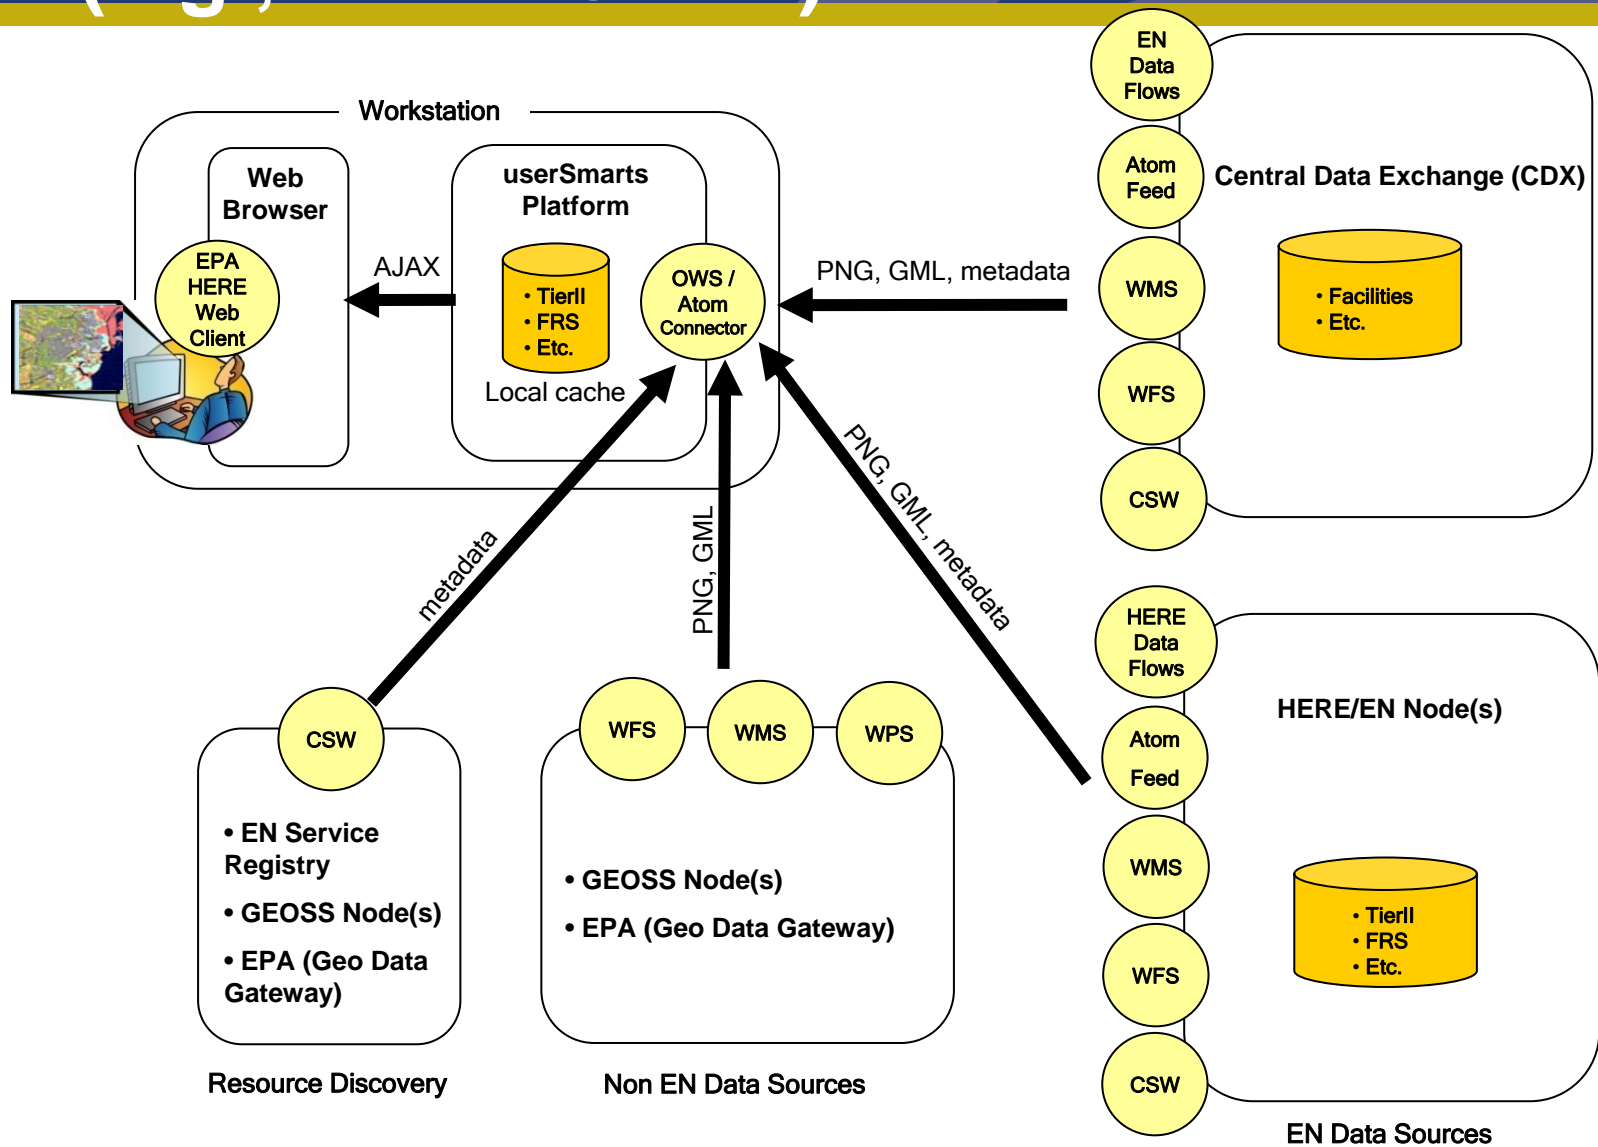 Workstation
Web
Browser
EPA
HERE
Web
Client
AJAX
userSmarts
Platform
• TierII
• FRS
• Etc.
Local cache
OWS /
Atom
Connector
PNG, GML, metadata
EN
Data
Flows
Atom
Feed
WMS
WFS
CSW
Central Data Exchange (CDX)
• Facilities
• Etc.
metadata
PNG, GML
PNG, GML, metadata
CSW
• EN Service
Registry
• GEOSS Node(s)
• EPA (Geo Data
Gateway)
Resource Discovery
WFS
WMS
WPS
• GEOSS Node(s)
• EPA (Geo Data Gateway)
Non EN Data Sources
HERE
Data
Flows
Atom
Feed
WMS
WFS
CSW
HERE/EN Node(s)
• TierII
• FRS
• Etc.
EN Data Sources